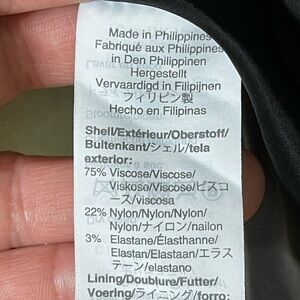 Made in Philippines
Fabriqué aux Philippines
in Den Philippinen
Hergestellt
Vervaardigd in Filipijnen
フィリピン製
Hecho en Filipinas
Shell/Extérieur/Oberstoff/
Buitenkant/シェル/tela
exterior:
75% Viscose/Viscose/
Viskose/Viscose/ビスコ
ース/viscosa
22% Nylon/Nylon/Nylon/
Nylon/ナイロン/nailon
3% Elastane/Élasthanne/
Elastan/Elastaan/エラス
テーン/elastano
Lining/Doublure/Futter/
Voering/ライニング/forro: